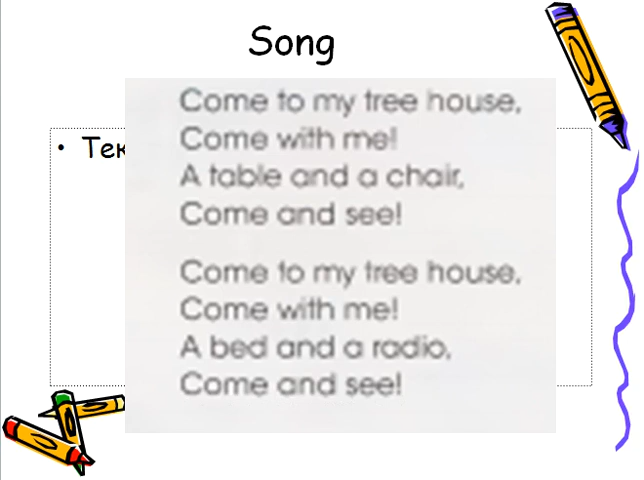 Song
• Тек
Come to my tree house,
Come with me!
A table and a chair,
Come and see!
Come to my tree house,
Come with me!
A bed and a radio,
Come and see!